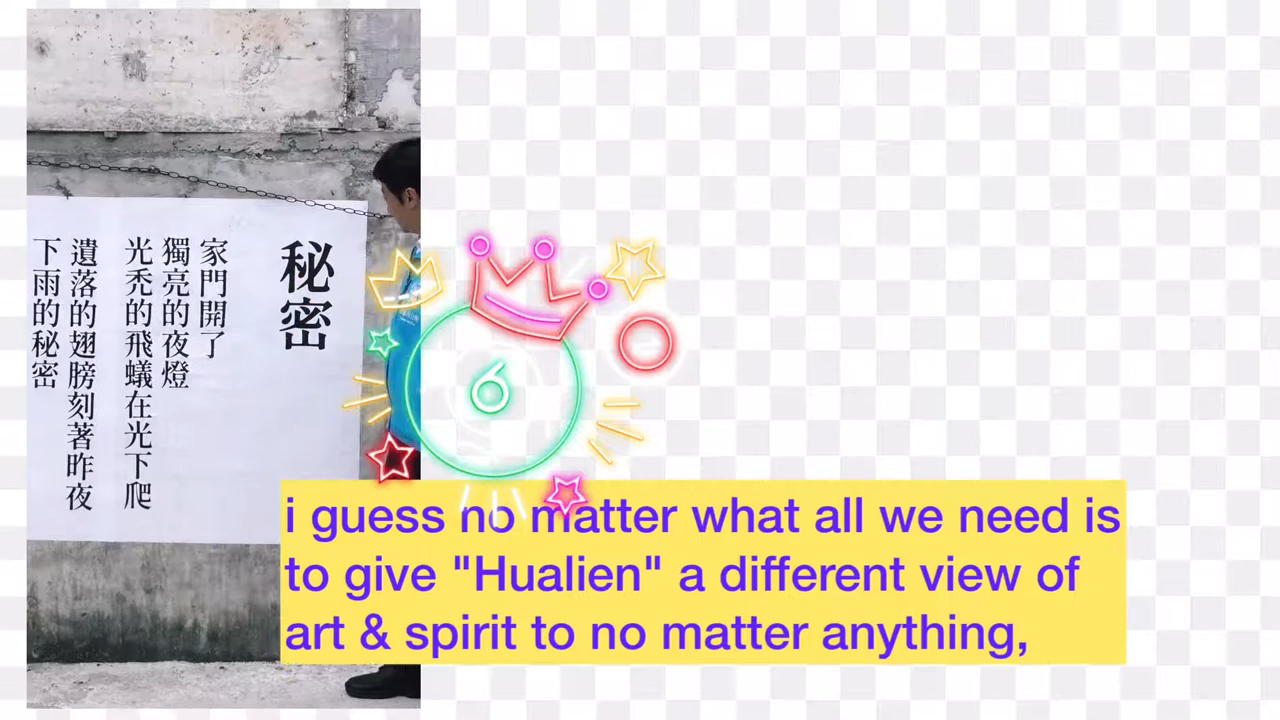 秘密
家門開了
獨亮的夜燈
光禿的飛蟻在光下爬
遺落的翅膀刻著昨夜
下雨的秘密
6
i guess no matter what all we need is
to give "Hualien" a different view of
art & spirit to no matter anything,